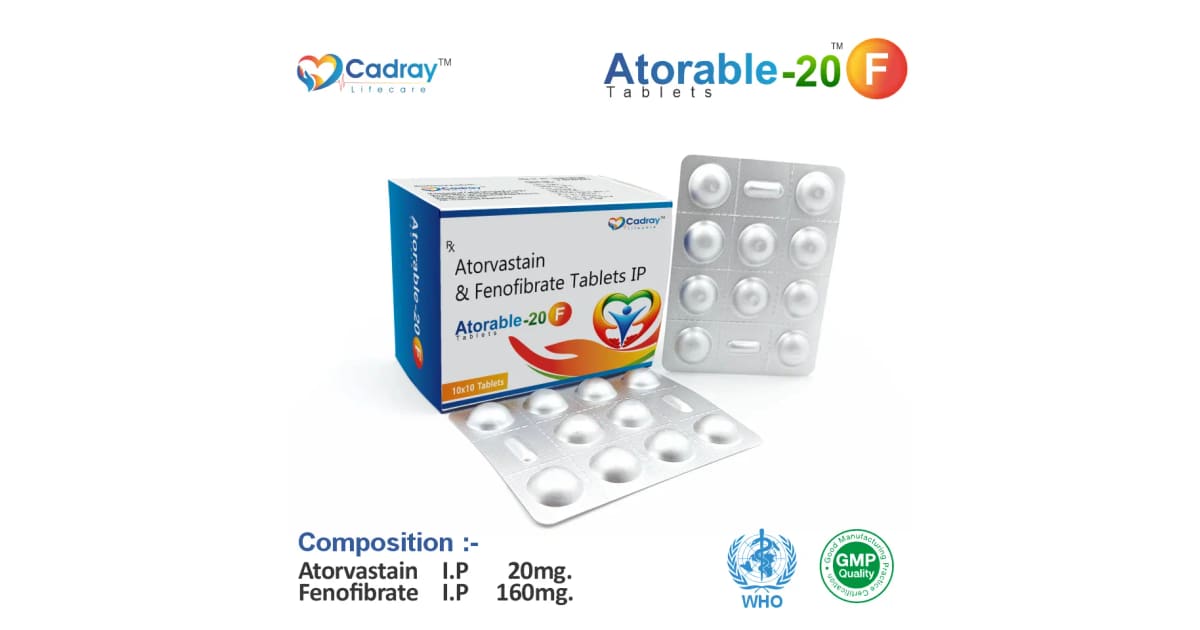 Cadray™
Lifecare
Atorable-20 F™
Tablets
Cadray™
Cadray™
Lifecare
Rx
Atorvastain
& Fenofibrate Tablets IP
Atorable-20 F
Tablets
10x10 Tablets
Atorable-20 F
Composition :-
Atorvastain I.P 20mg.
Fenofibrate I.P 160mg.
WHO
Good Manufacturing Practice Certification
GMP
Quality